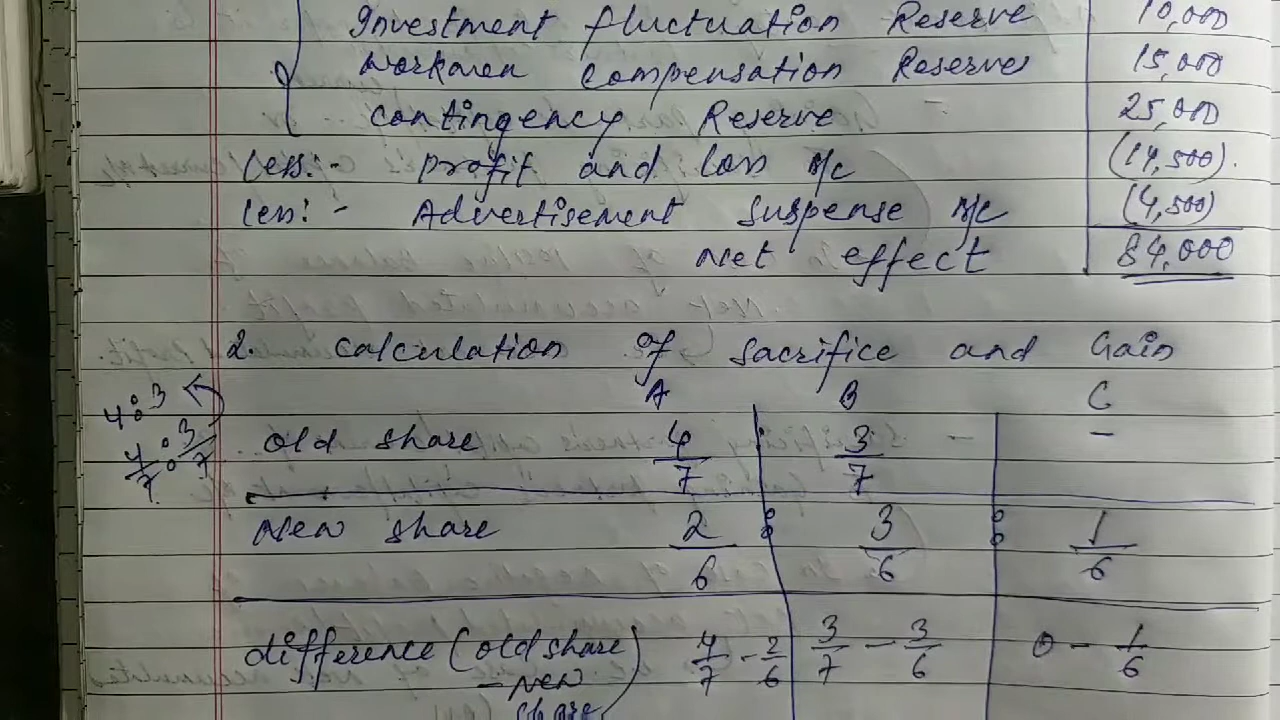 Investment fluctuation Reserve 10,000
workmen compensation Reserves 15,000
contingency Reserve 25,000
Less:- profit and loss A/c (14,500).
Less:- Advertisement suspense A/c (4,500)
Net effect 84,000
2. calculation of sacrifice and Gain
A B C
4:3
4/7 : 3/7
old share 4/7 : 3/7 -
New share 2/6 : 3/6 : 1/6
difference (old share 4/7 - 2/6 3/7 - 3/6 0 - 1/6
- New
share)